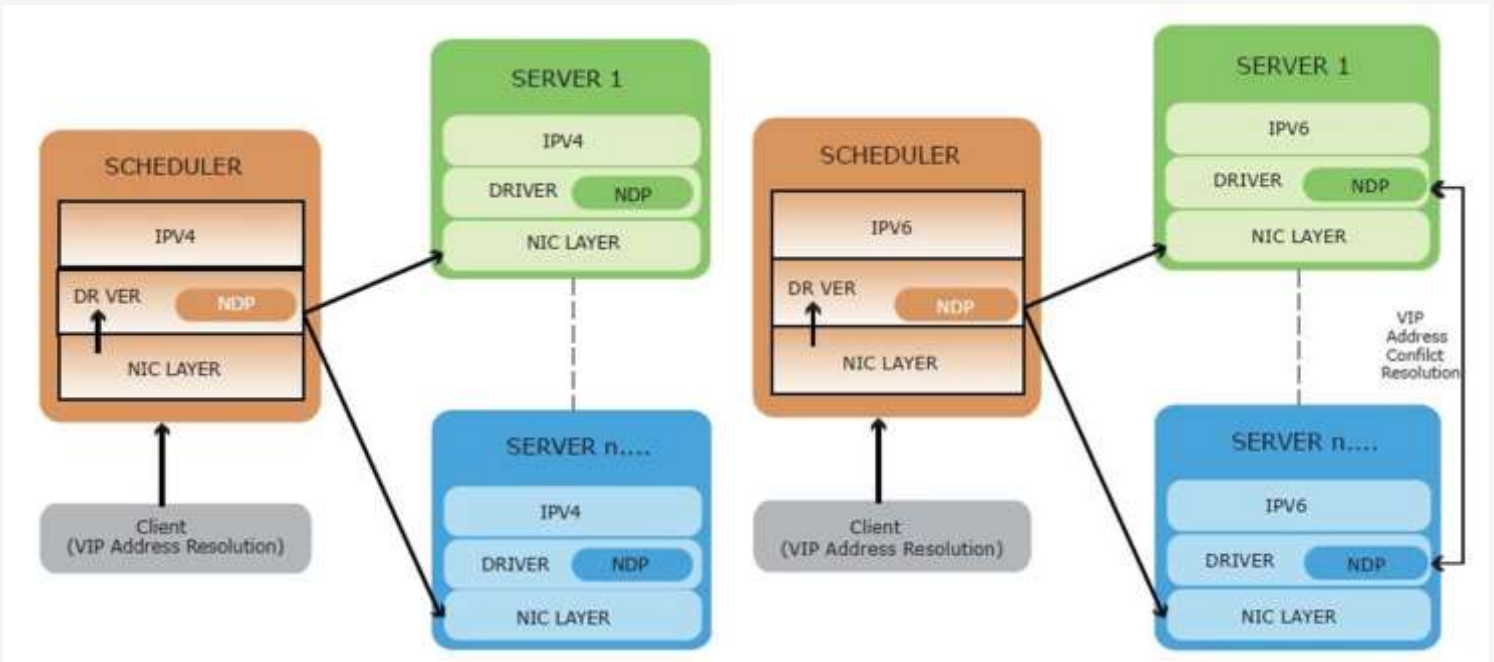 SCHEDULER
IPV4
DR VER
NDP
NIC LAYER
Client
(VIP Address Resolution)
SERVER 1
IPV4
DRIVER
NDP
NIC LAYER
SERVER n....
IPV4
DRIVER
NDP
NIC LAYER
SCHEDULER
IPV6
DR VER
NDP
NIC LAYER
Client
(VIP Address Resolution)
SERVER 1
IPV6
DRIVER
NDP
NIC LAYER
VIP
Address
Confilct
Resolution
SERVER n....
IPV6
DRIVER
NDP
NIC LAYER